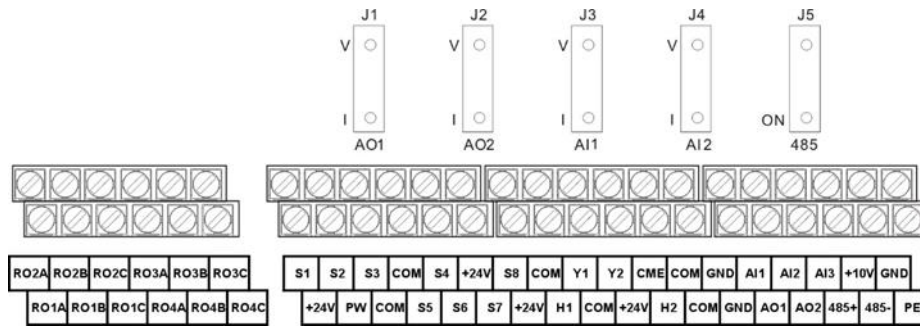 J1 J2 J3 J4 J5
V V V V
I I I I ON
AO1 AO2 AI1 AI2 485
RO2A RO2B RO2C RO3A RO3B RO3C S1 S2 S3 COM S4 +24V S8 COM Y1 Y2 CME COM GND AI1 AI2 AI3 +10V GND
RO1A RO1B RO1C RO4A RO4B RO4C +24V PW COM S5 S6 S7 +24V H1 COM +24V H2 COM GND AO1 AO2 485+ 485- PE